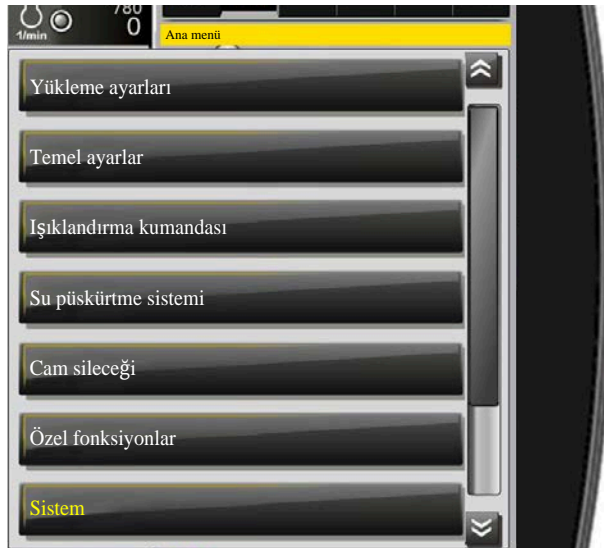 780
1/min
0
Ana menü
Yükleme ayarları
Temel ayarlar
Işıklandırma kumandası
Su püskürtme sistemi
Cam sileceği
Özel fonksiyonlar
Sistem